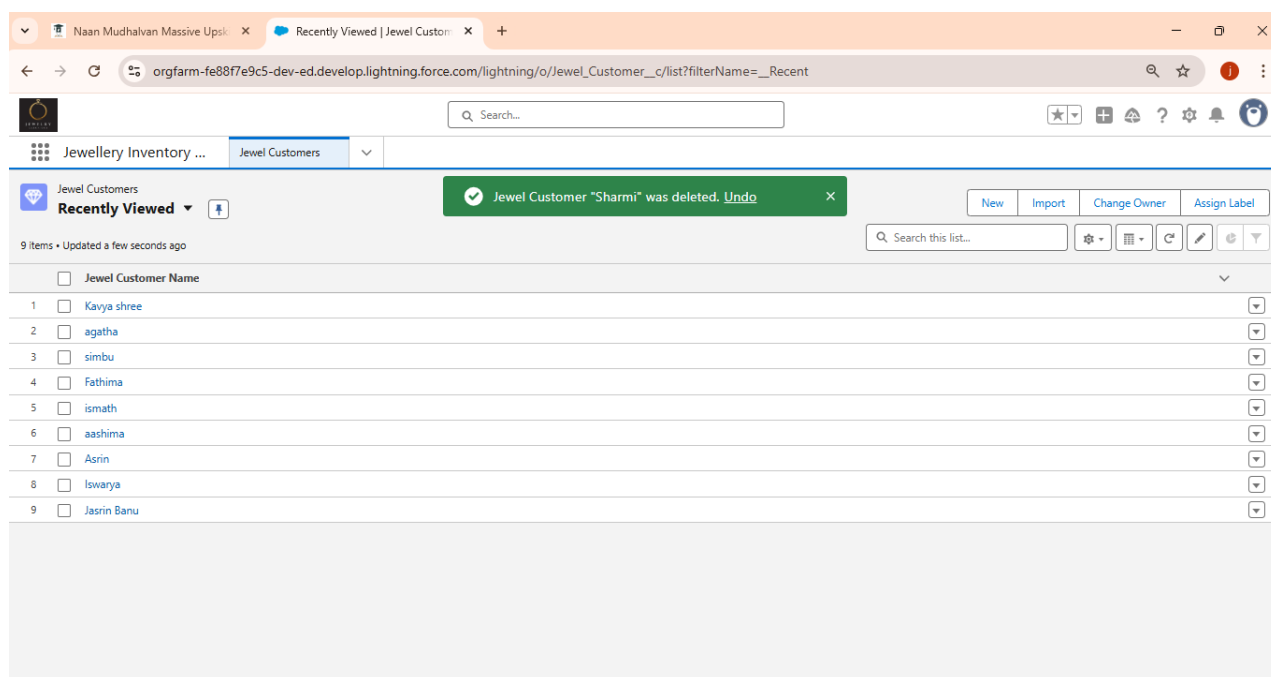 Naan Mudhalvan Massive Upsk
Recently Viewed | Jewel Custom
orgfarm-fe88f7e9c5-dev-ed.develop.lightning.force.com/lightning/o/Jewel_Customer__c/list?filterName=__Recent
j
Search...
Jewellery Inventory ...
Jewel Customers
Jewel Customers
Recently Viewed
Jewel Customer "Sharmi" was deleted. Undo
New Import Change Owner Assign Label
9 items • Updated a few seconds ago
Search this list...
Jewel Customer Name
1 Kavya shree
2 agatha
3 simbu
4 Fathima
5 ismath
6 aashima
7 Asrin
8 Iswarya
9 Jasrin Banu